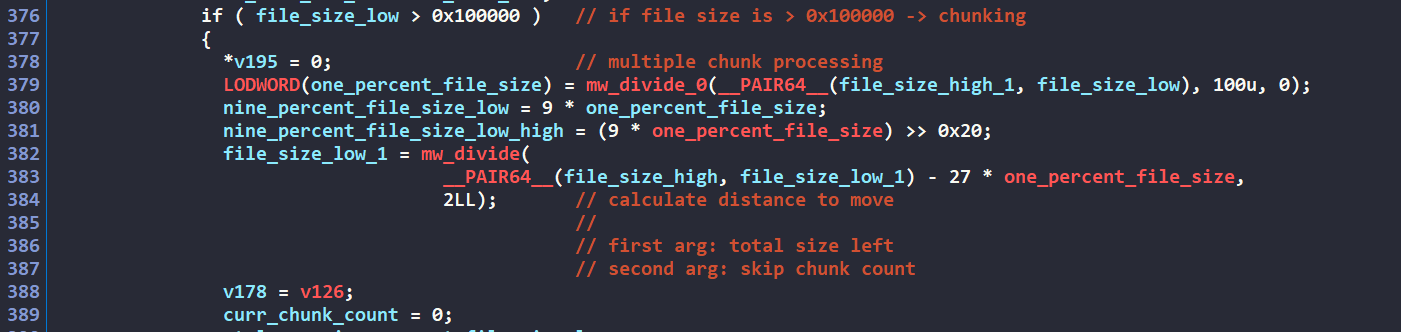 376 if ( file_size_low > 0x100000 ) // if file size is > 0x100000 -> chunking
377 {
378 *v195 = 0; // multiple chunk processing
379 LODWORD(one_percent_file_size) = mw_divide_0(__PAIR64__(file_size_high_1, file_size_low), 100u, 0);
380 nine_percent_file_size_low = 9 * one_percent_file_size;
381 nine_percent_file_size_low_high = (9 * one_percent_file_size) >> 0x20;
382 file_size_low_1 = mw_divide(
383 __PAIR64__(file_size_high, file_size_low_1) - 27 * one_percent_file_size,
384 2LL); // calculate distance to move
385 //
386 // first arg: total size left
387 // second arg: skip chunk count
388 v178 = v126;
389 curr_chunk_count = 0;